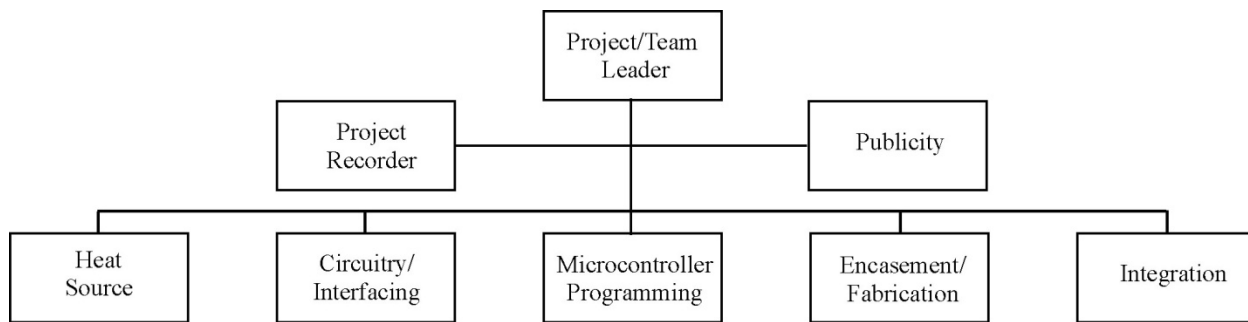 Project/Team
Leader
Project
Recorder
Publicity
Heat
Source
Circuitry/
Interfacing
Microcontroller
Programming
Encasement/
Fabrication
Integration